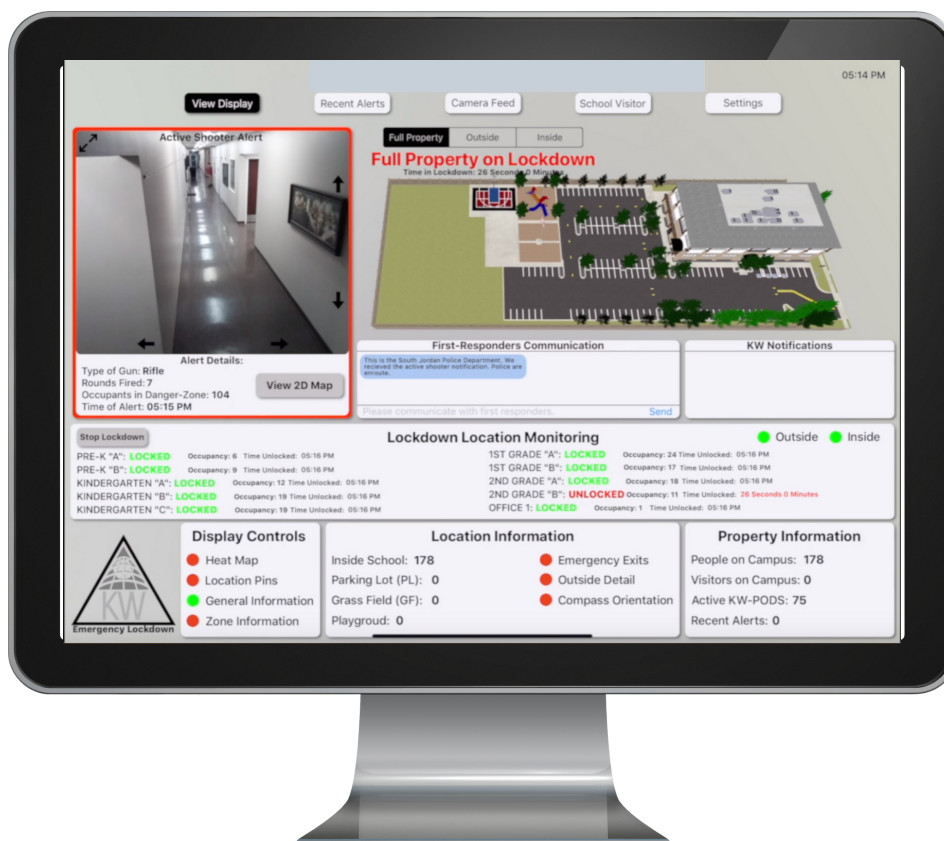 05:14 PM
View Display
Recent Alerts
Camera Feed
School Visitor
Settings
Active Shooter Alert
Full Property
Outside
Inside
Full Property on Lockdown
Time in Lockdown: 26 Seconds 0 Minutes
Alert Details:
Type of Gun: Rifle
Rounds Fired: 7
Occupants in Danger-Zone: 104
Time of Alert: 05:15 PM
View 2D Map
First-Responders Communication
This is the South Jordan Police Department. We
recieved the active shooter notification. Police are
enroute.
Please communicate with first responders.
Send
KW Notifications
Stop Lockdown
Lockdown Location Monitoring
Outside
Inside
PRE-K "A": LOCKED Occupancy: 6 Time Unlocked: 05:16 PM
PRE-K "B": LOCKED Occupancy: 9 Time Unlocked: 05:16 PM
KINDERGARTEN "A": LOCKED Occupancy: 12 Time Unlocked: 05:16 PM
KINDERGARTEN "B": LOCKED Occupancy: 19 Time Unlocked: 05:16 PM
KINDERGARTEN "C": LOCKED Occupancy: 19 Time Unlocked: 05:16 PM
1ST GRADE "A": LOCKED Occupancy: 24 Time Unlocked: 05:16 PM
1ST GRADE "B": LOCKED Occupancy: 17 Time Unlocked: 05:16 PM
2ND GRADE "A": LOCKED Occupancy: 18 Time Unlocked: 05:16 PM
2ND GRADE "B": UNLOCKED Occupancy: 11 Time Unlocked: 26 Seconds 0 Minutes
OFFICE 1: LOCKED Occupancy: 1 Time Unlocked: 05:16 PM
KW
Emergency Lockdown
Display Controls
Heat Map
Location Pins
General Information
Zone Information
Location Information
Inside School: 178
Parking Lot (PL): 0
Grass Field (GF): 0
Playgroud: 0
Emergency Exits
Outside Detail
Compass Orientation
Property Information
People on Campus: 178
Visitors on Campus: 0
Active KW-PODS: 75
Recent Alerts: 0